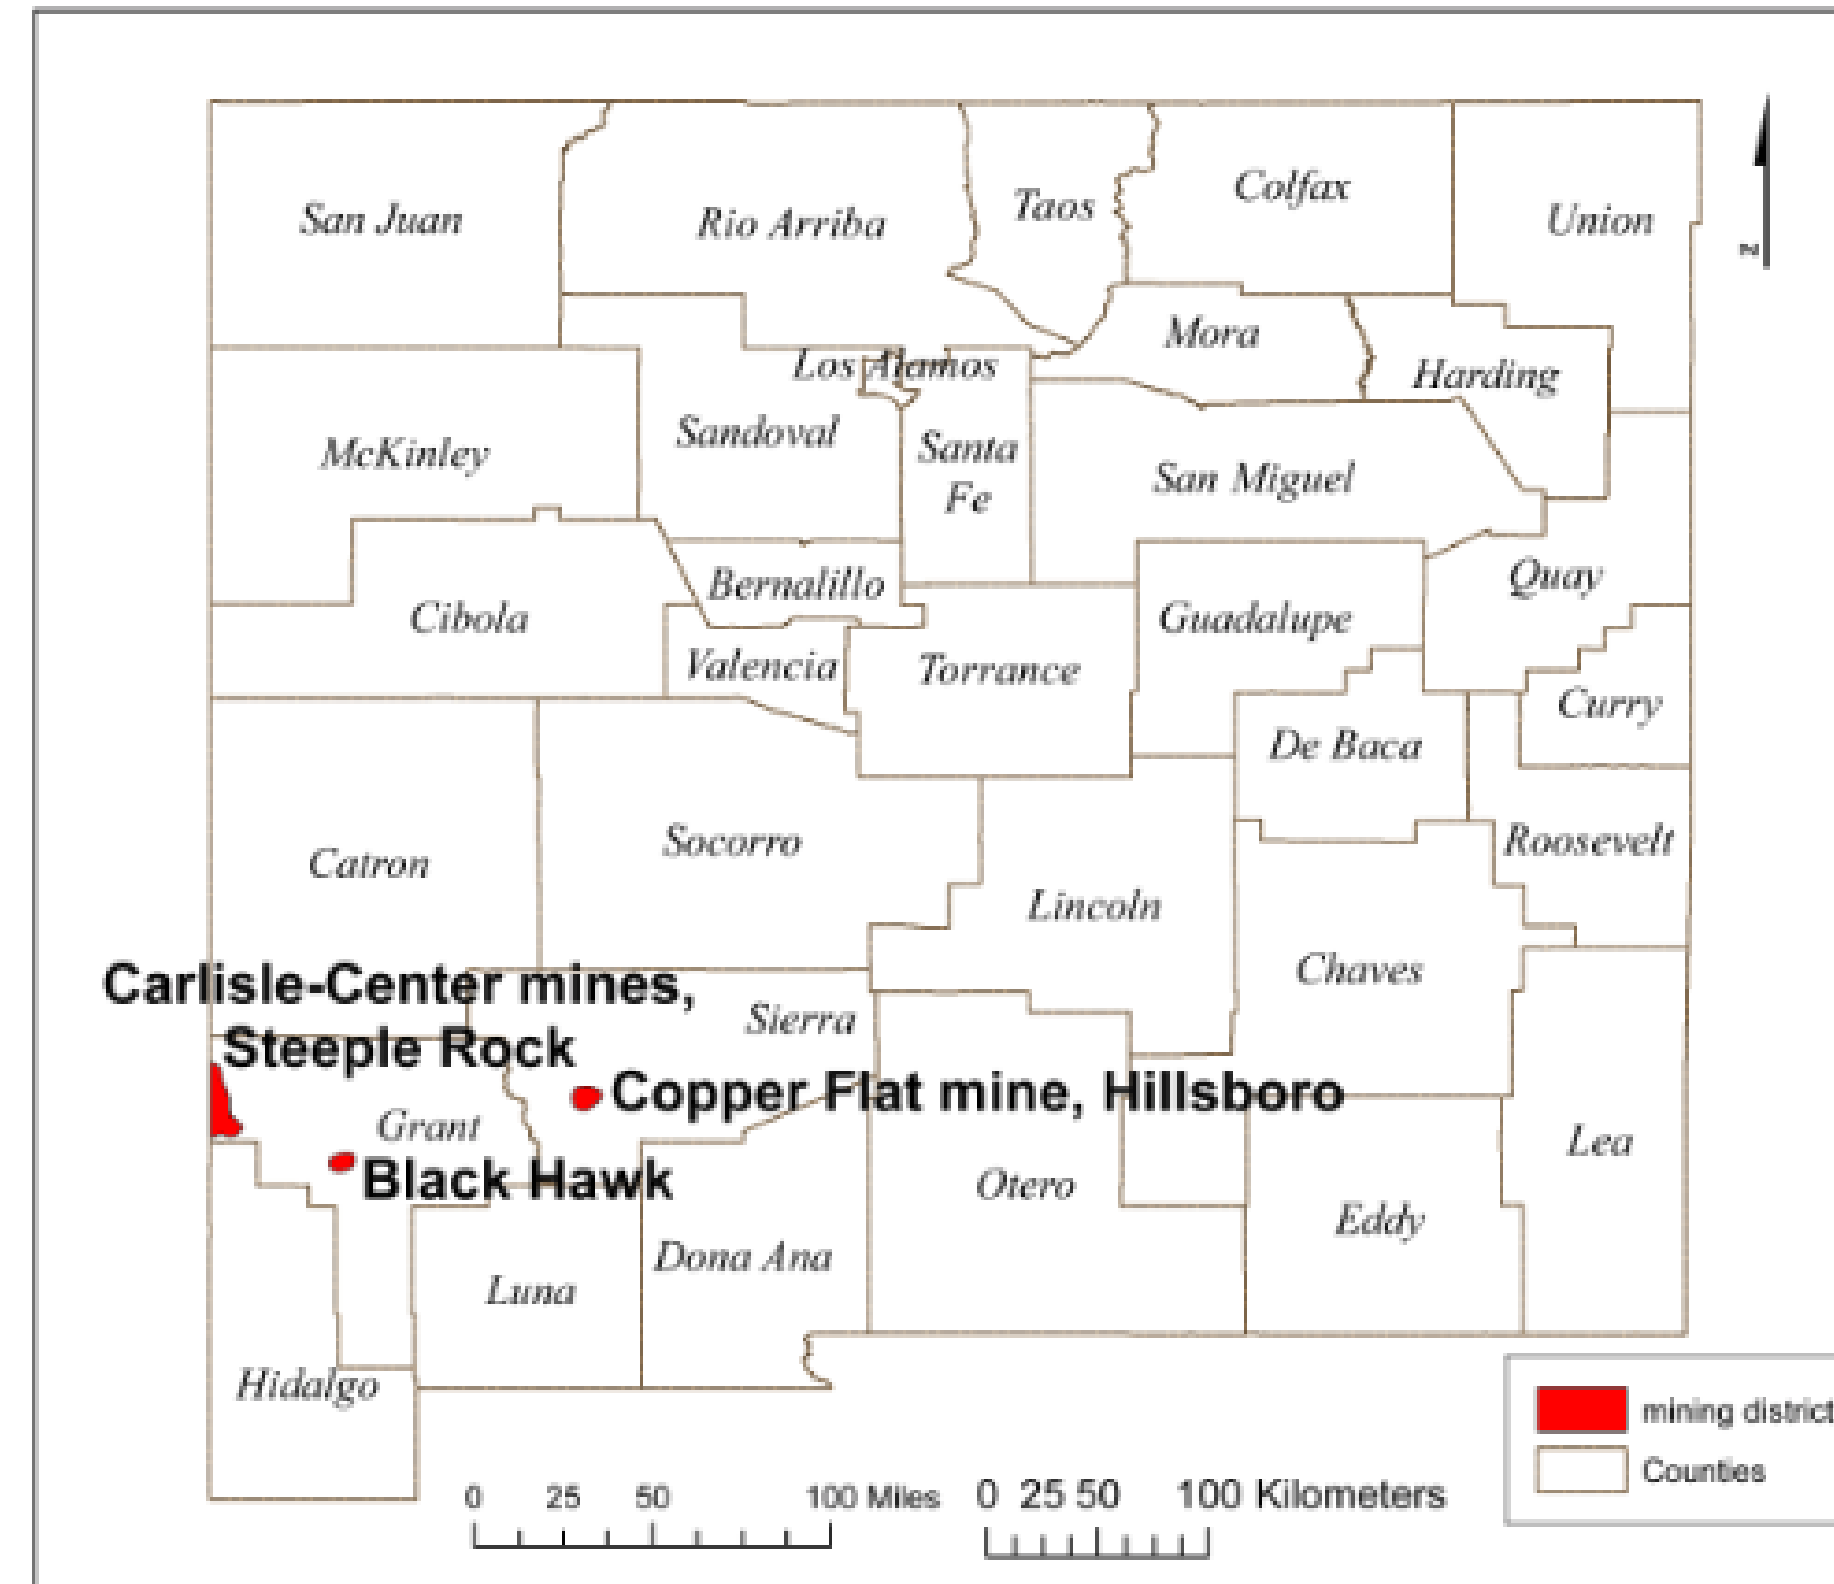 San Juan
Rio Arriba
Taos
Colfax
Union
N
Mora
Los Alamos
Harding
McKinley
Sandoval
Santa
Fe
San Miguel
Bernalillo
Quay
Cibola
Guadalupe
Valencia
Torrance
Curry
De Baca
Catron
Socorro
Roosevelt
Lincoln
Chaves
Carlisle-Center mines,
Steeple Rock
Sierra
Copper Flat mine, Hillsboro
Grant
Black Hawk
Lea
Otero
Eddy
Dona Ana
Luna
Hidalgo
mining district
Counties
0 25 50 100 Miles
0 25 50 100 Kilometers